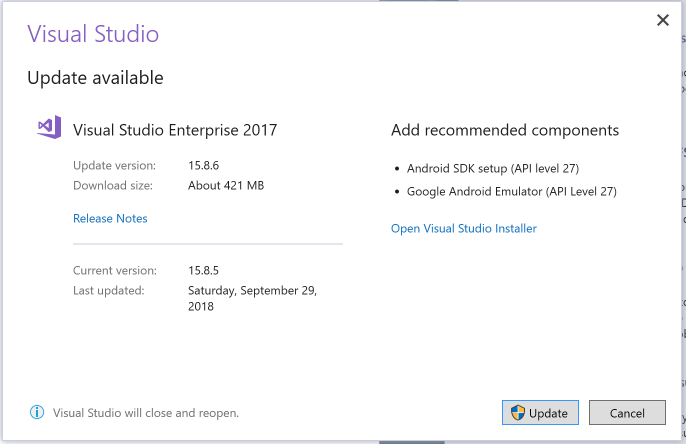 Visual Studio
Update available
Visual Studio Enterprise 2017
Update version: 15.8.6
Download size: About 421 MB
Release Notes
Current version: 15.8.5
Last updated: Saturday, September 29,
2018
Add recommended components
• Android SDK setup (API level 27)
• Google Android Emulator (API Level 27)
Open Visual Studio Installer
Visual Studio will close and reopen.
Update
Cancel